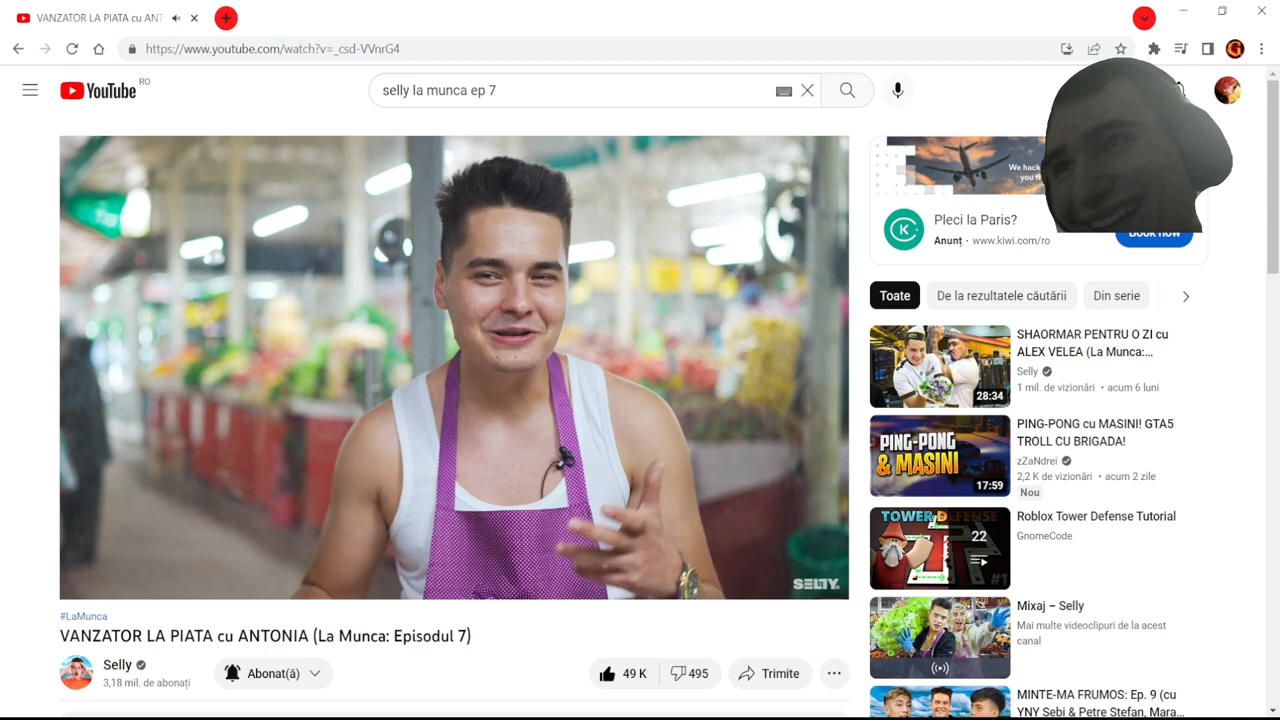 VANZATOR LA PIATA cu ANT
https://www.youtube.com/watch?v=_csd-VVnrG4
YouTube RO
selly la munca ep 7
We hack
you fl
Pleci la Paris?
Anunț · www.kiwi.com/ro
Book now
Toate
De la rezultatele căutării
Din serie
SHAORMAR PENTRU O ZI cu
ALEX VELEA (La Munca:...
Selly
1 mil. de vizionări • acum 6 luni
28:34
PING-PONG
& MASINI
17:59
PING-PONG cu MASINI! GTA5
TROLL CU BRIGADA!
zZaNdrei
2,2 K de vizionări • acum 2 zile
Nou
TOWER DEFENSE
22
#1
Roblox Tower Defense Tutorial
GnomeCode
Mixaj – Selly
Mai multe videoclipuri de la acest
canal
MINTE-MA FRUMOS: Ep. 9 (cu
YNY Sebi & Petre Stefan, Mara...
SELTY.
#LaMunca
VANZATOR LA PIATA cu ANTONIA (La Munca: Episodul 7)
Selly
3,18 mil. de abonați
Abonat(ă)
49 K
495
Trimite